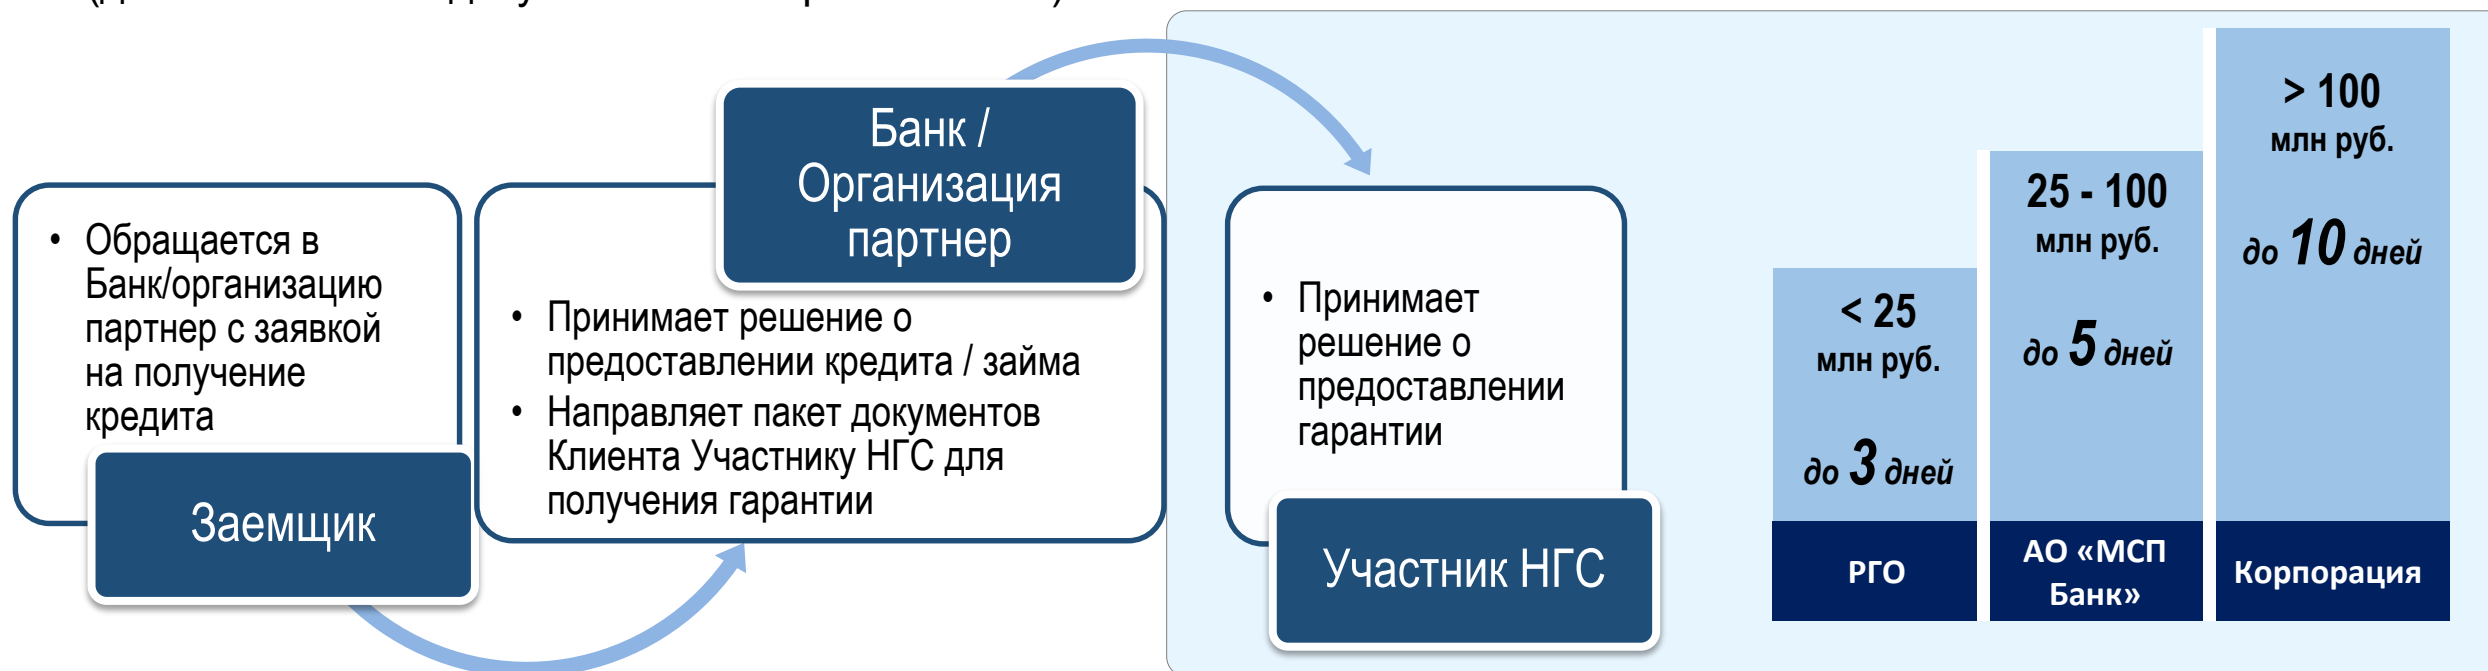 • Обращается в
Банк/организацию
партнер с заявкой
на получение
кредита
Заемщик
Банк /
Организация
партнер
• Принимает решение о
предоставлении кредита / займа
• Направляет пакет документов
Клиента Участнику НГС для
получения гарантии
• Принимает
решение о
предоставлении
гарантии
Участник НГС
< 25
млн руб.
до 3 дней
РГО
25 - 100
млн руб.
до 5 дней
АО «МСП
Банк»
> 100
млн руб.
до 10 дней
Корпорация